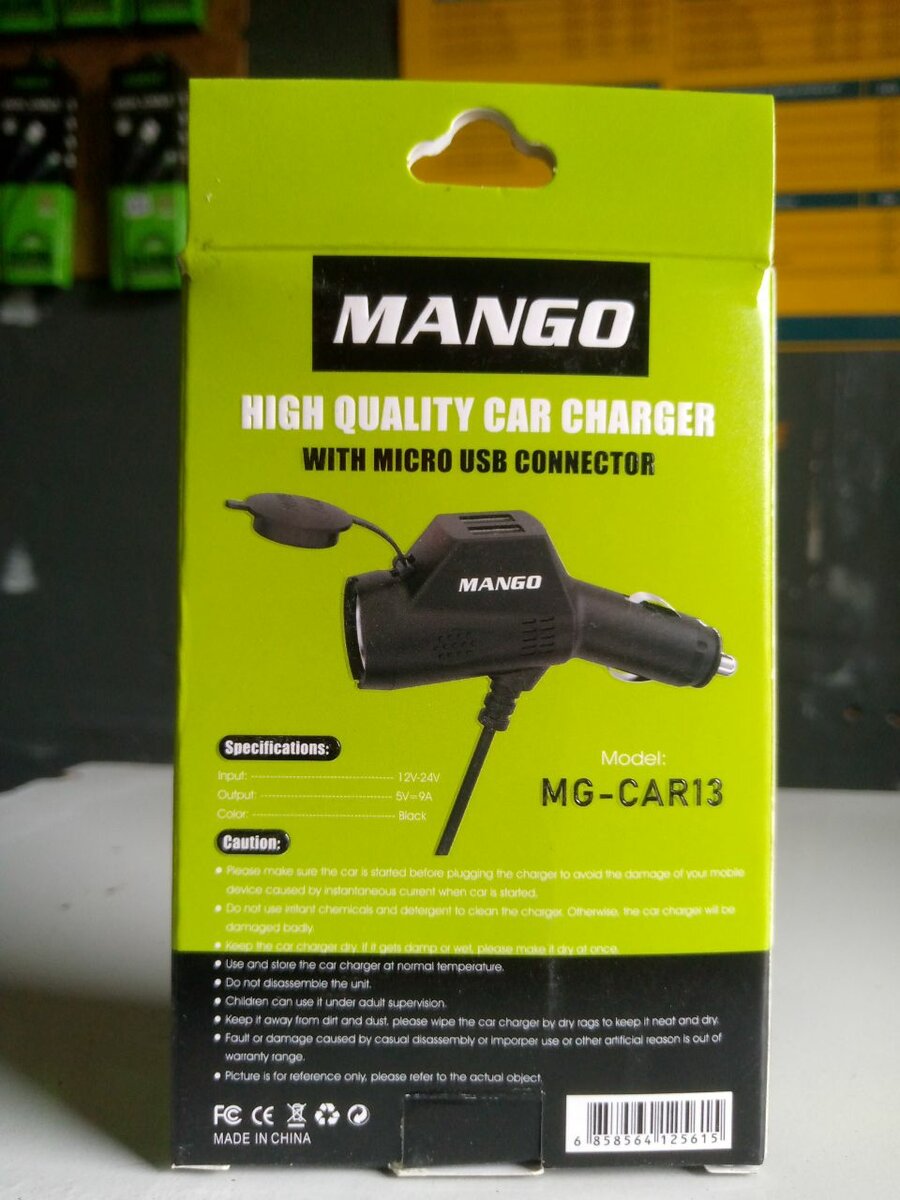 MANGO
HIGH QUALITY CAR CHARGER
WITH MICRO USB CONNECTOR
MANGO
Specifications:
Input: ---------------------------- 12V-24V
Output: -------------------------- 5V=9A
Color: ---------------------------- Black
Model:
MG-CAR13
Caution:
• Please make sure the car is started before plugging the charger to avoid the damage of your mobile
device caused by instantaneous current when car is started.
• Do not use irritant chemicals and detergent to clean the charger. Otherwise, the car charger will be
damaged badly.
• Keep the car charger dry. If it gets damp or wet, please make it dry at once.
• Use and store the car charger at normal temperature.
• Do not disassemble the unit.
• Children can use it under adult supervision.
• Keep it away from dirt and dust, please wipe the car charger by dry rags to keep it neat and dry.
• Fault or damage caused by casual disassembly or imporper use or other artificial reason is out of
warranty range.
• Picture is for reference only, please refer to the actual object.
FC CE
MADE IN CHINA
6 858564 125615